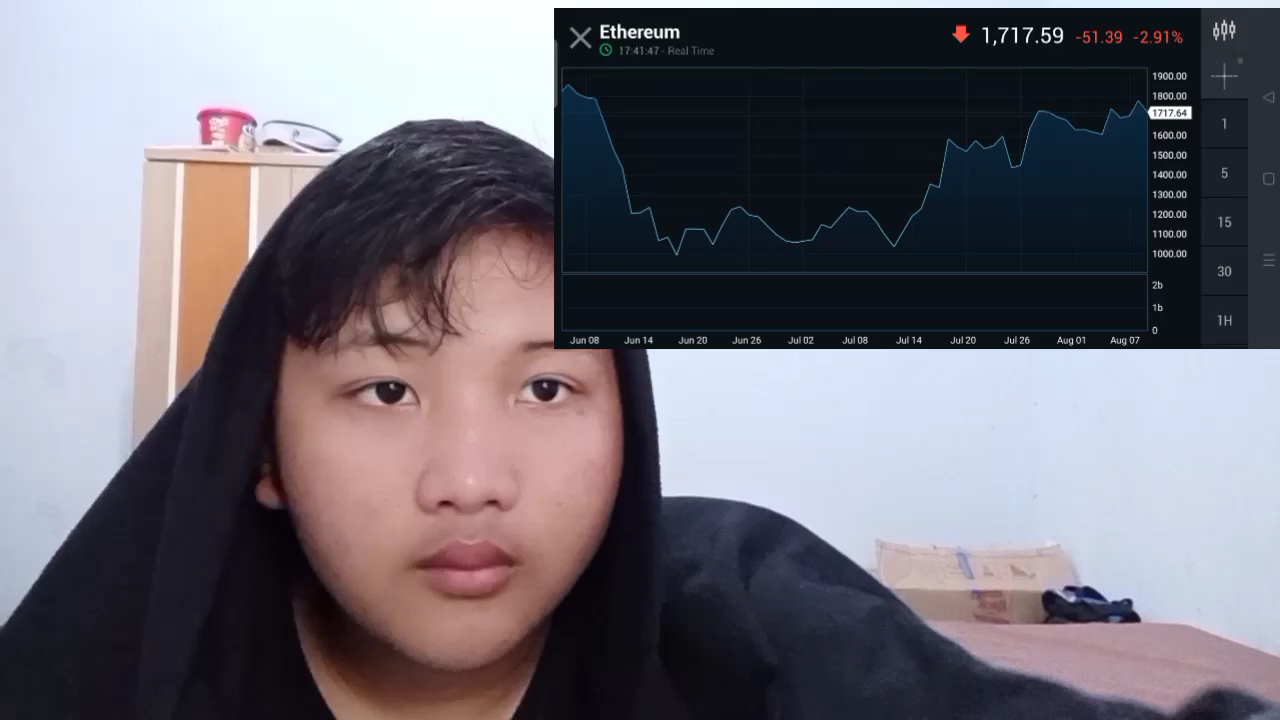 Ethereum
17:41:47 - Real Time
1,717.59 -51.39 -2.91%
1900.00
1800.00
1717.64
1600.00
1500.00
1400.00
1300.00
1200.00
1100.00
1000.00
2b
1b
0
Jun 08 Jun 14 Jun 20 Jun 26 Jul 02 Jul 08 Jul 14 Jul 20 Jul 26 Aug 01 Aug 07
1
5
15
30
1H